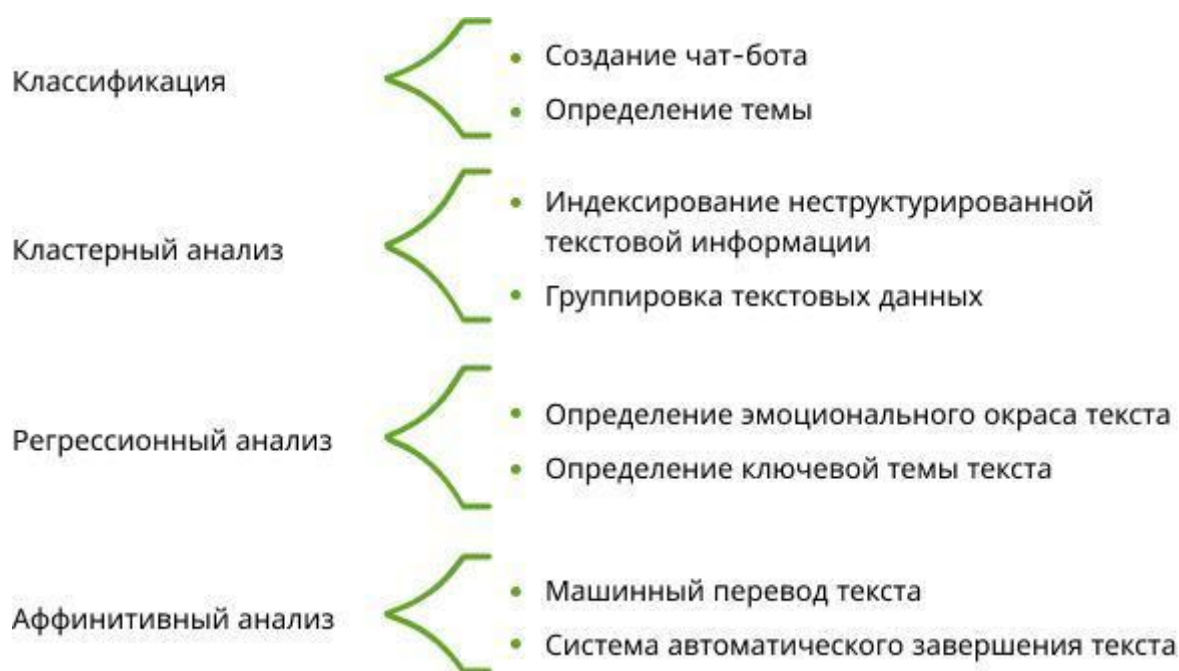 Классификация
• Создание чат-бота
• Определение темы
Кластерный анализ
• Индексирование неструктурированной
текстовой информации
• Группировка текстовых данных
Регрессионный анализ
• Определение эмоционального окраса текста
• Определение ключевой темы текста
Аффинитивный анализ
• Машинный перевод текста
• Система автоматического завершения текста